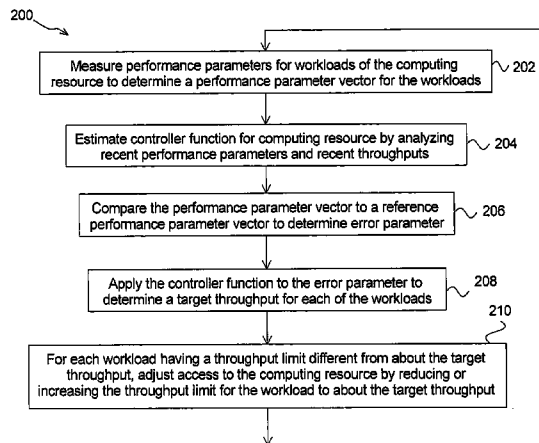 200
Measure performance parameters for workloads of the computing
resource to determine a performance parameter vector for the workloads
202
Estimate controller function for computing resource by analyzing
recent performance parameters and recent throughputs
204
Compare the performance parameter vector to a reference
performance parameter vector to determine error parameter
206
Apply the controller function to the error parameter to
determine a target throughput for each of the workloads
208
210
For each workload having a throughput limit different from about the target
throughput, adjust access to the computing resource by reducing or
increasing the throughput limit for the workload to about the target throughput